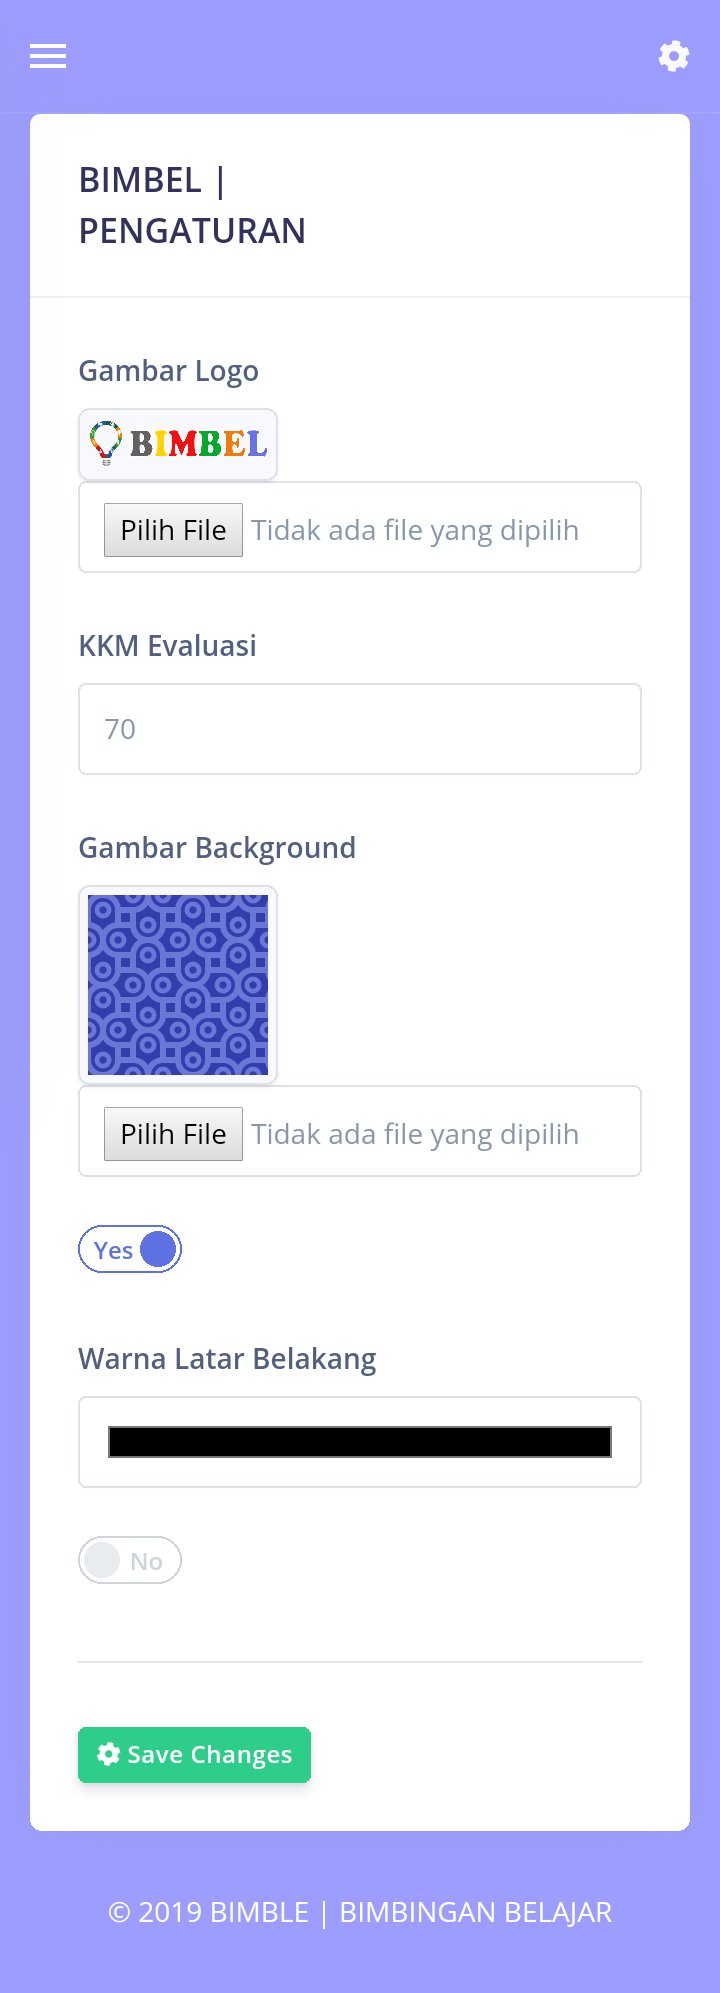 BIMBEL |
PENGATURAN
Gambar Logo
BIMBEL
Pilih File Tidak ada file yang dipilih
KKM Evaluasi
70
Gambar Background
Pilih File Tidak ada file yang dipilih
Yes
Warna Latar Belakang
No
Save Changes
© 2019 BIMBLE | BIMBINGAN BELAJAR